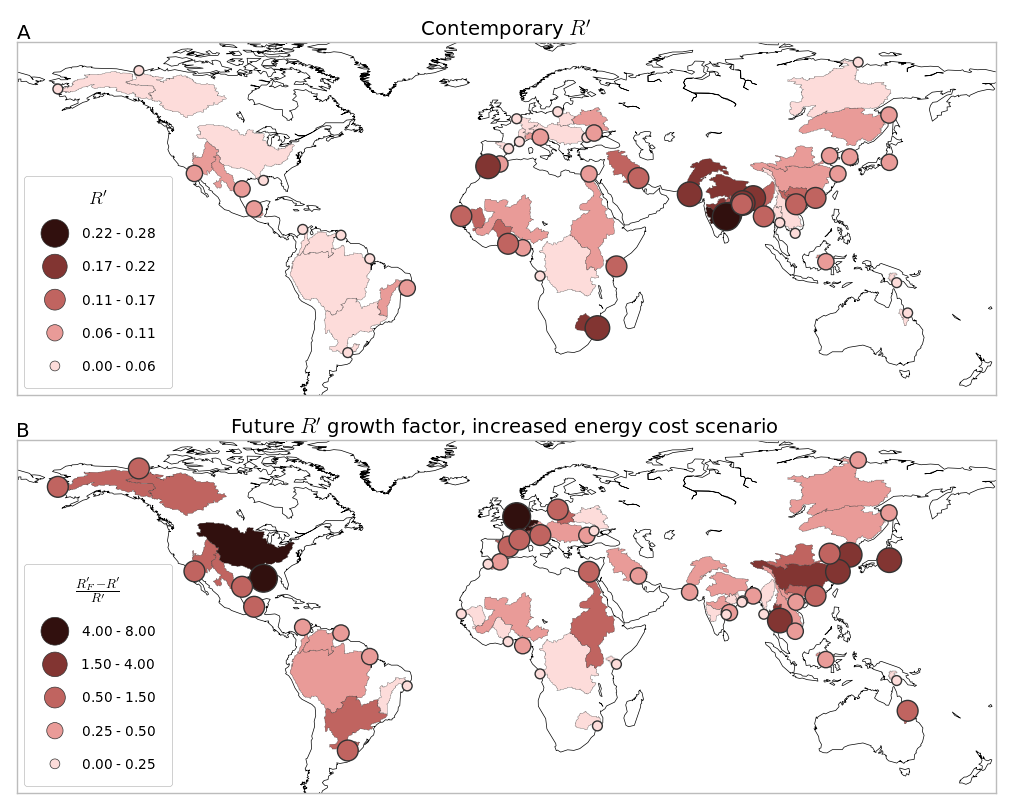 A
Contemporary R′
R′
0.22 - 0.28
0.17 - 0.22
0.11 - 0.17
0.06 - 0.11
0.00 - 0.06
B
Future R′ growth factor, increased energy cost scenario
R′_F − R′
R′
4.00 - 8.00
1.50 - 4.00
0.50 - 1.50
0.25 - 0.50
0.00 - 0.25